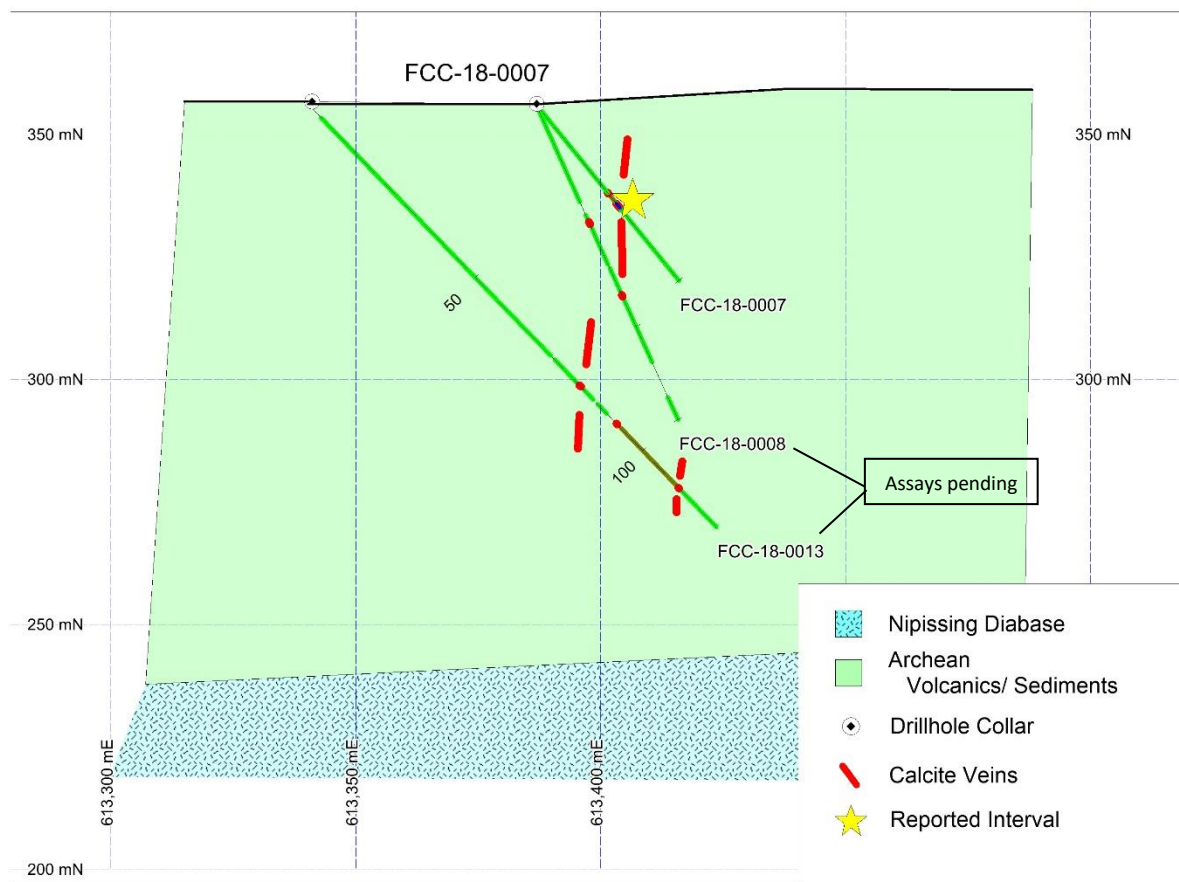 FCC-18-0007
350 mN
350 mN
FCC-18-0007
50
300 mN
300 mN
FCC-18-0008
100
Assays pending
FCC-18-0013
250 mN
Nipissing Diabase
Archean
Volcanics/ Sediments
Drillhole Collar
Calcite Veins
Reported Interval
613,300 mE
613,350 mE
613,400 mE
200 mN